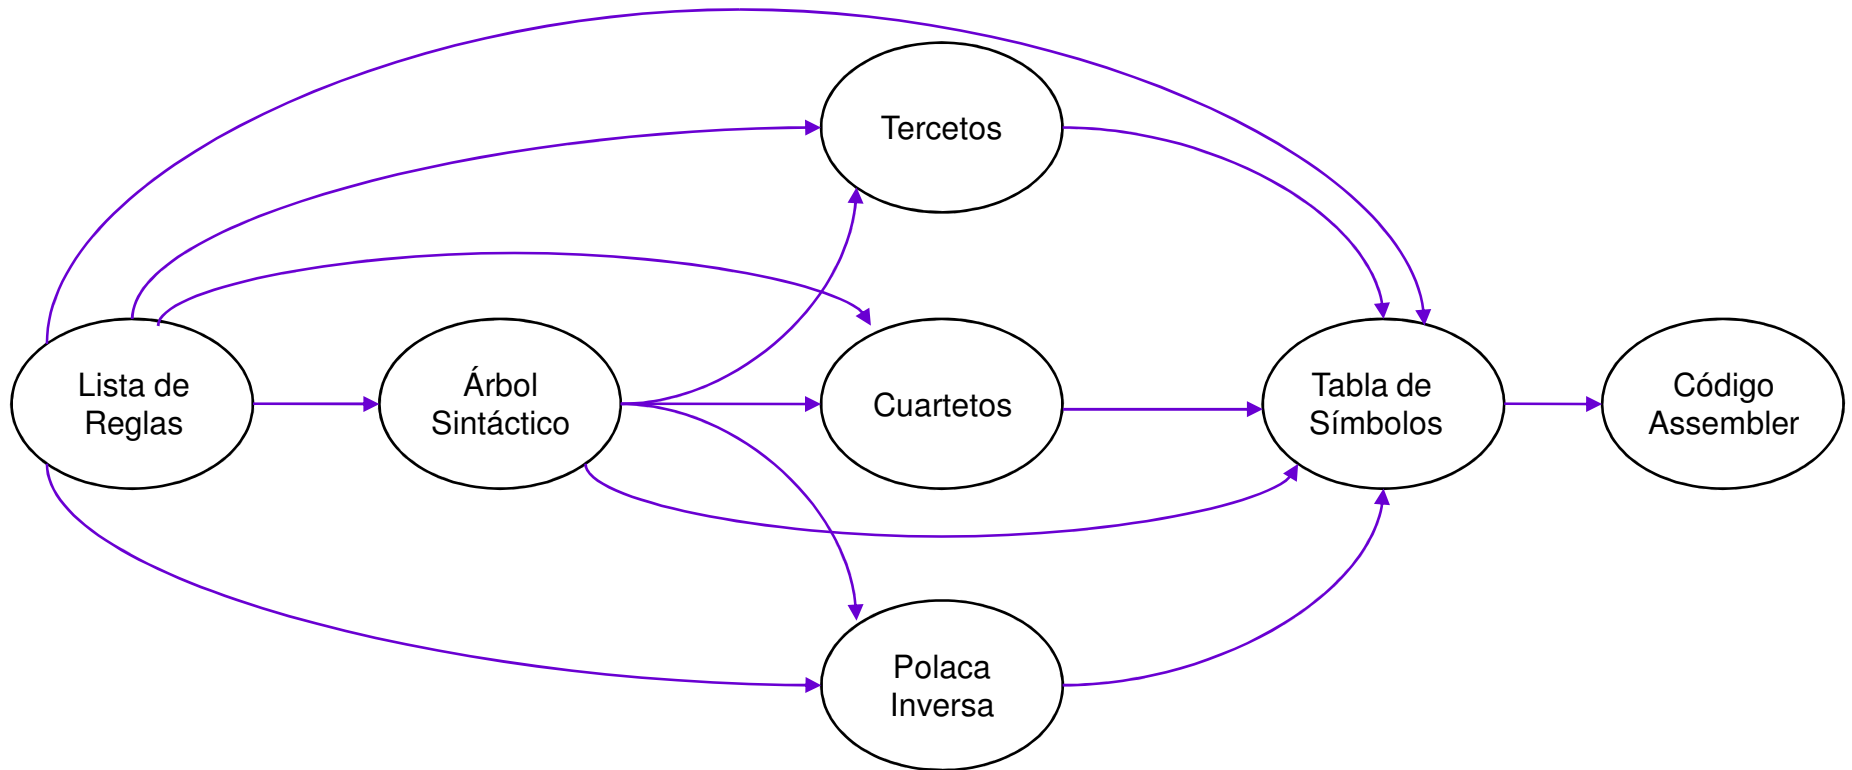 Tercetos
Lista de
Reglas
Árbol
Sintáctico
Cuartetos
Tabla de
Símbolos
Código
Assembler
Polaca
Inversa